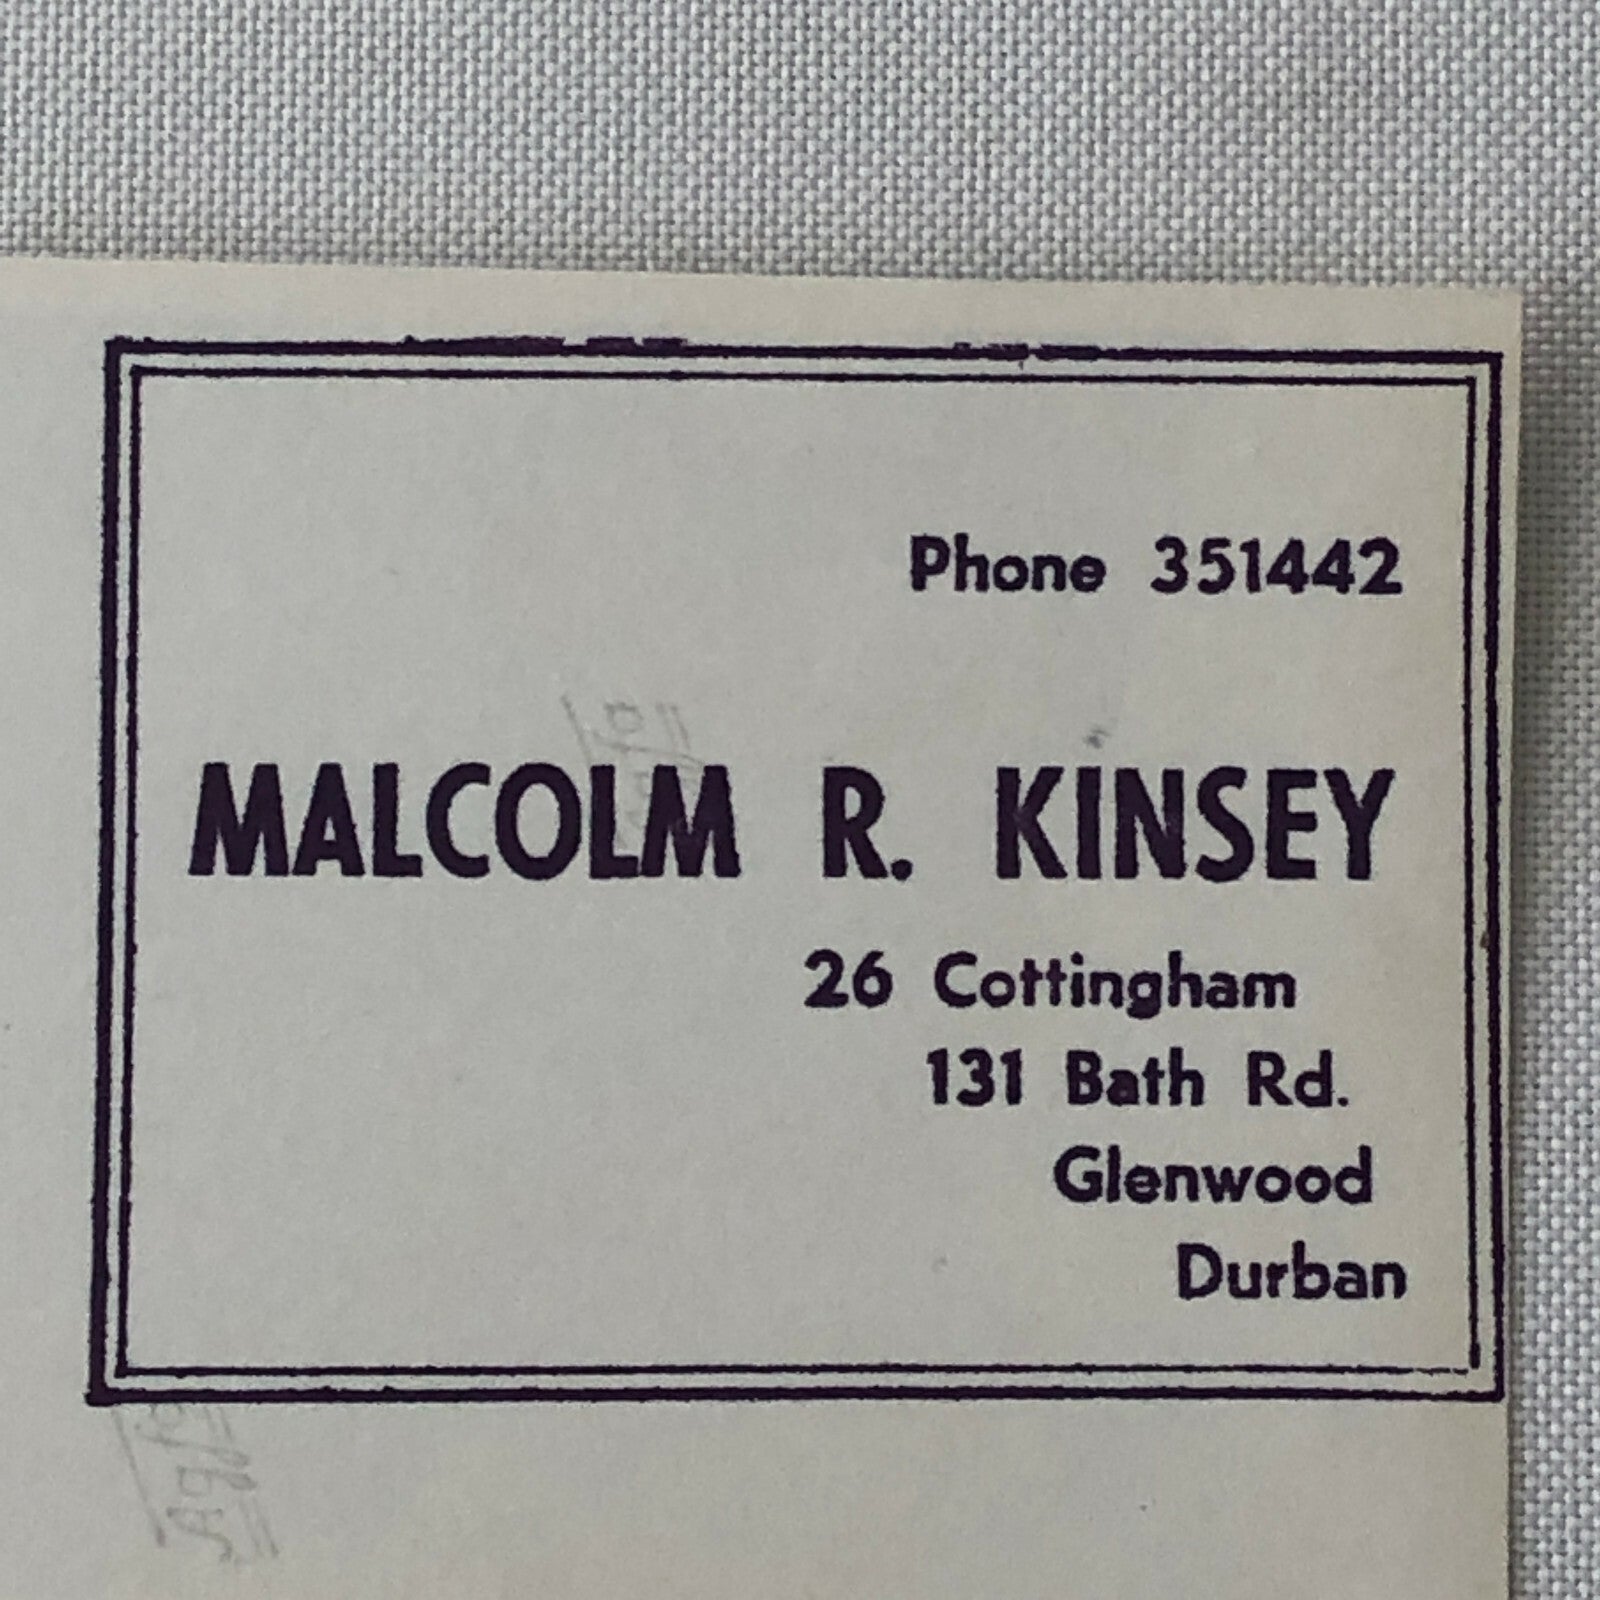 Phone 351442
MALCOLM R. KINSEY
26 Cottingham
131 Bath Rd.
Glenwood
Durban